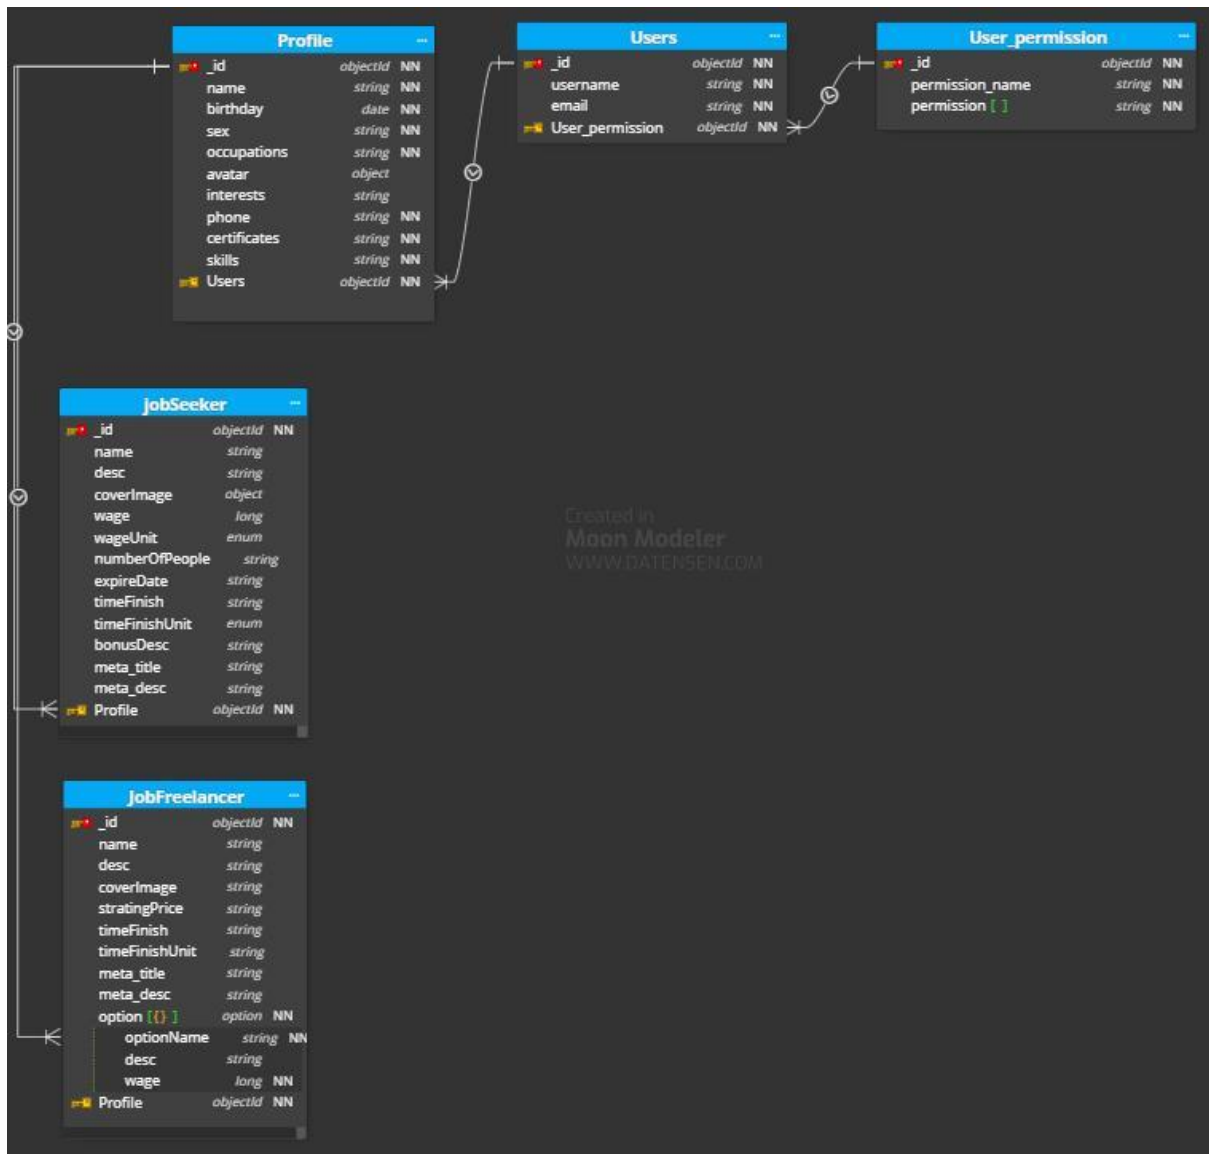 Profile ...
_id objectId NN
name string NN
birthday date NN
sex string NN
occupations string NN
avatar object
interests string
phone string NN
certificates string NN
skills string NN
Users objectId NN
Users ...
_id objectId NN
username string NN
email string NN
User_permission objectId NN
User_permission ...
_id objectId NN
permission_name string NN
permission [ ] string NN
jobSeeker ...
_id objectId NN
name string
desc string
coverImage object
wage long
wageUnit enum
numberOfPeople string
expireDate string
timeFinish string
timeFinishUnit enum
bonusDesc string
meta_title string
meta_desc string
Profile objectId NN
Created in
Moon Modeler
WWW.DATENSEN.COM
JobFreelancer ...
_id objectId NN
name string
desc string
coverImage string
stratingPrice string
timeFinish string
timeFinishUnit string
meta_title string
meta_desc string
option [{} ] option NN
optionName string NN
desc string
wage long NN
Profile objectId NN